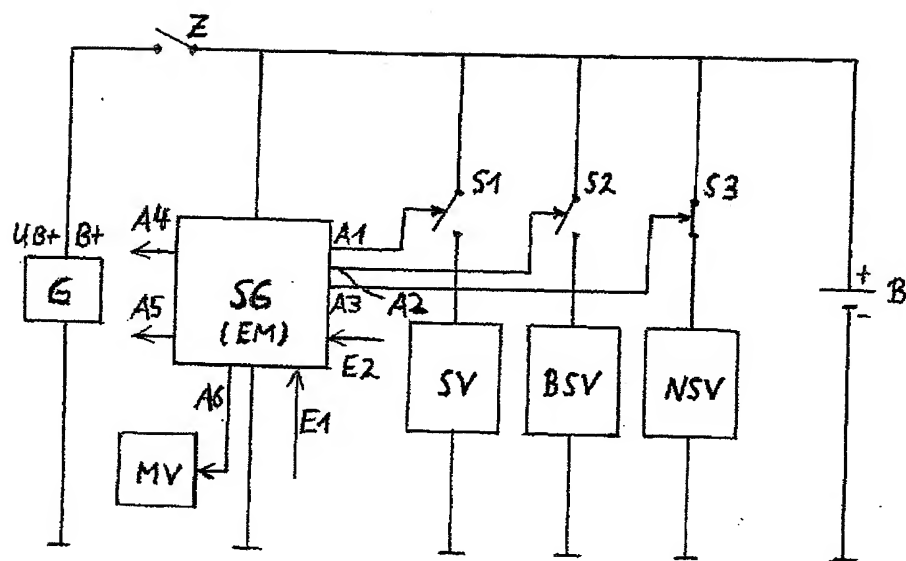 Z
S1
S2
S3
A4
UB+ B+
A1
G
SG
(EM)
A2
A3
A5
E2
+
-
B
SV
BSV
NSV
A6
E1
MV